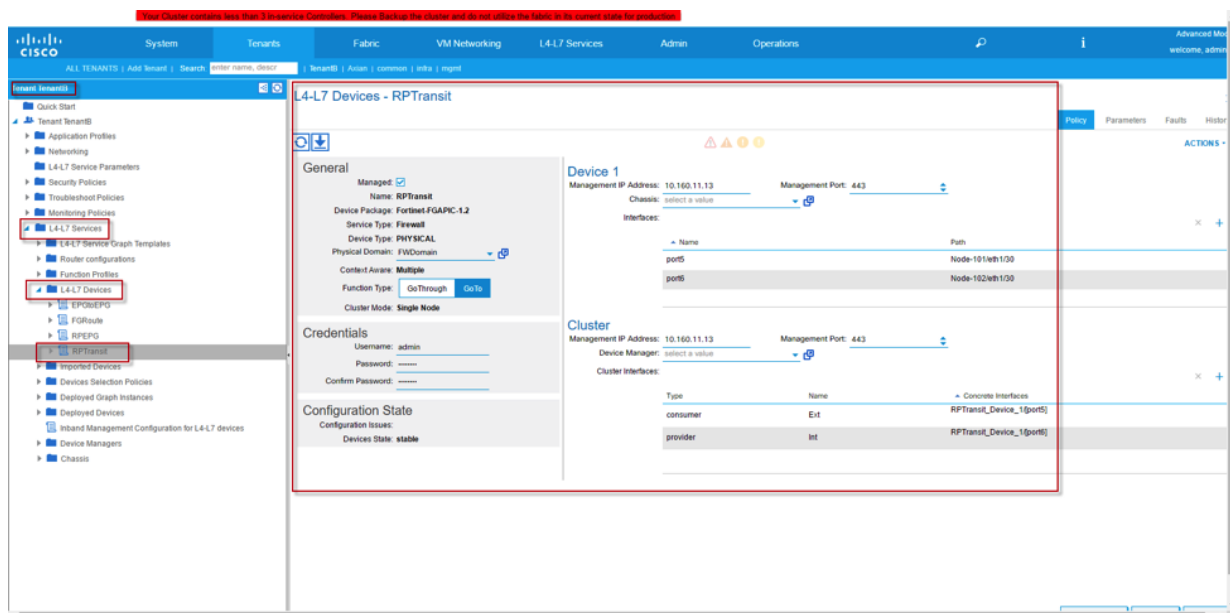 Your Cluster contains less than 3 in-service Controllers. Please Backup the cluster and do not utilize the fabric in its current state for production.
CISCO
System Tenants Fabric VM Networking L4-L7 Services Admin Operations i
Advanced Mod
welcome, admin
ALL TENANTS | Add Tenant | Search: enter name, descr | TenantB | Axian | common | infra | mgmt
Tenant TenantB
Quick Start
Tenant TenantB
Application Profiles
Networking
L4-L7 Service Parameters
Security Policies
Troubleshoot Policies
Monitoring Policies
L4-L7 Services
L4-L7 Service Graph Templates
Router configurations
Function Profiles
L4-L7 Devices
EPGtoEPG
FGRoute
RPEPG
RPTransit
Imported Devices
Devices Selection Policies
Deployed Graph Instances
Deployed Devices
Inband Management Configuration for L4-L7 devices
Device Managers
Chassis
L4-L7 Devices - RPTransit
Policy Parameters Faults Histor
ACTIONS
General
Managed:
Name: RPTransit
Device Package: Fortinet-FGAPIC-1.2
Service Type: Firewall
Device Type: PHYSICAL
Physical Domain: FWDomain
Context Aware: Multiple
Function Type: GoThrough GoTo
Cluster Mode: Single Node
Credentials
Username: admin
Password:
Confirm Password:
Configuration State
Configuration Issues:
Devices State: stable
Device 1
Management IP Address: 10.160.11.13 Management Port: 443
Chassis: select a value
Interfaces:
Name Path
port5 Node-101/eth1/30
port6 Node-102/eth1/30
Cluster
Management IP Address: 10.160.11.13 Management Port: 443
Device Manager: select a value
Cluster Interfaces:
Type Name Concrete Interfaces
consumer Ext RPTransit_Device_1/[port5]
provider Int RPTransit_Device_1/[port6]